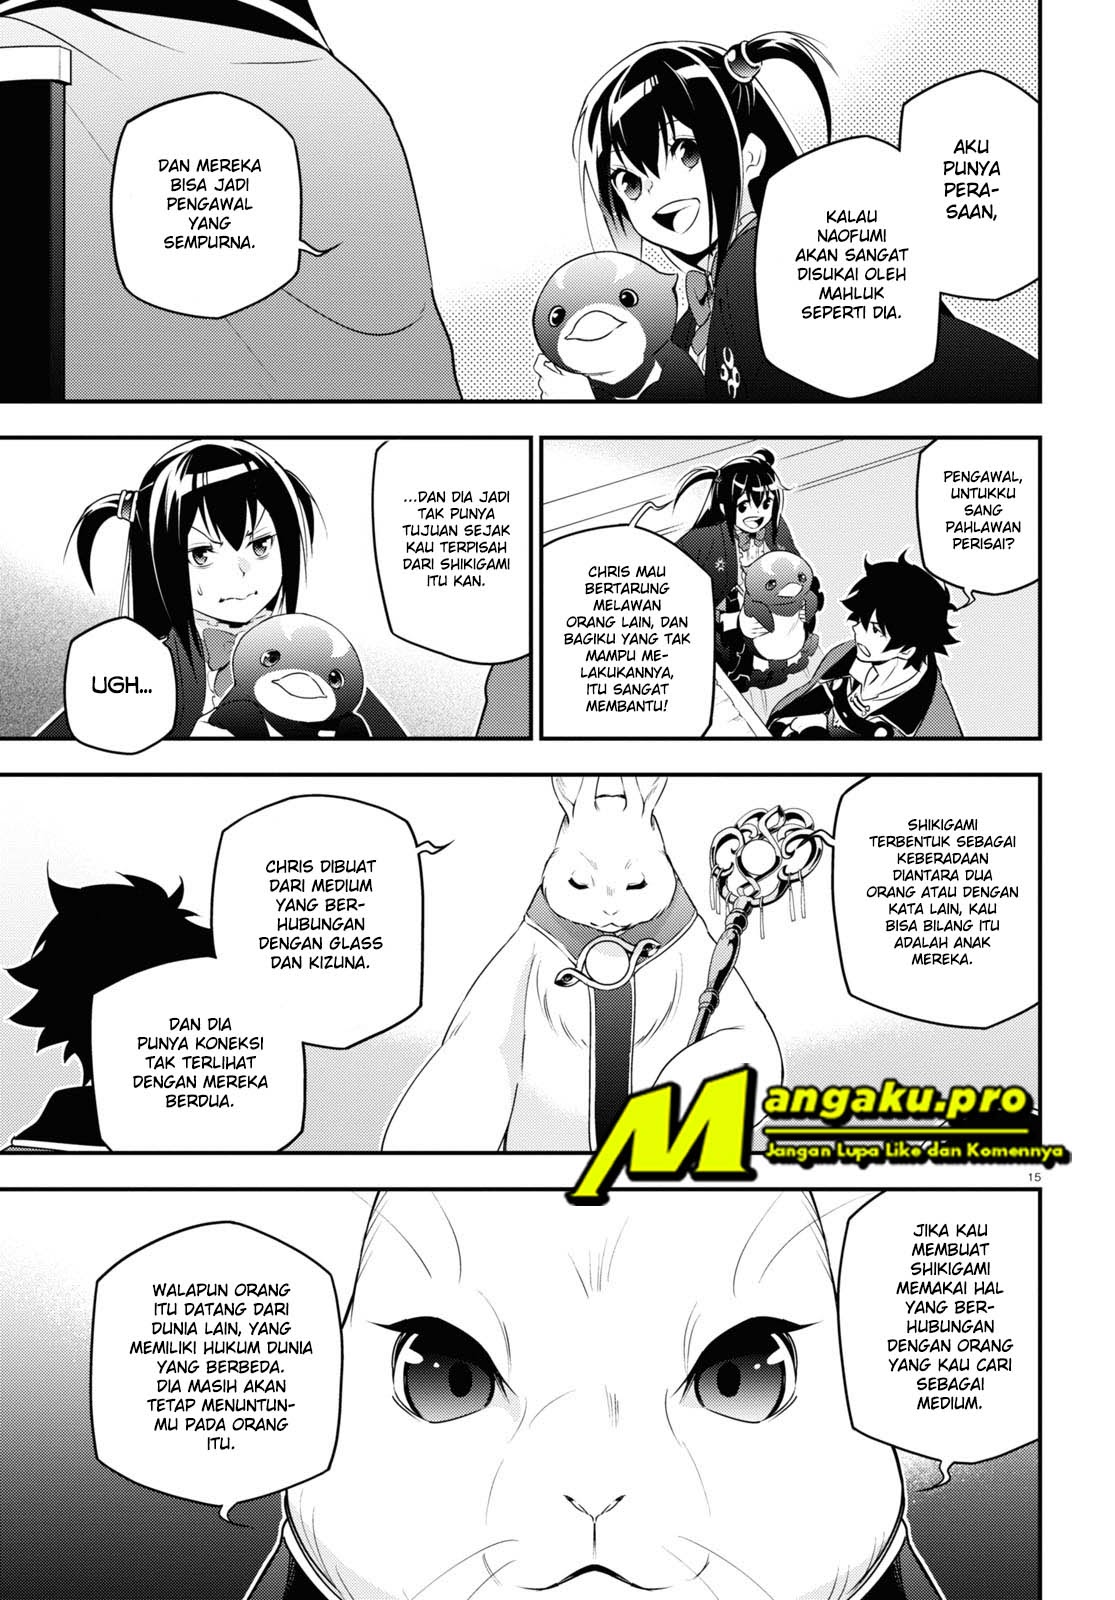 AKU
PUNYA
PERA-
SAAN,
KALAU
NAOFUMI
AKAN SANGAT
DISUKAI OLEH
MAHLUK
SEPERTI DIA.
DAN MEREKA
BISA JADI
PENGAWAL
YANG
SEMPURNA.
PENGAWAL,
UNTUKKU
SANG
PAHLAWAN
PERISAI?
CHRIS MAU
BERTARUNG
MELAWAN
ORANG LAIN, DAN
BAGIKU YANG TAK
MAMPU ME-
LAKUKANNYA,
ITU SANGAT
MEMBANTU!
...DAN DIA JADI
TAK PUNYA
TUJUAN SEJAK
KAU TERPISAH
DARI SHIKIGAMI
ITU KAN.
UGH...
SHIKIGAMI
TERBENTUK SEBAGAI
KEBERADAAN
DIANTARA DUA
ORANG ATAU DENGAN
KATA LAIN, KAU
BISA BILANG ITU
ADALAH ANAK
MEREKA.
CHRIS DIBUAT
DARI MEDIUM
YANG BER-
HUBUNGAN
DENGAN GLASS
DAN KIZUNA.
DAN DIA
PUNYA KONEKSI
TAK TERLIHAT
DENGAN MEREKA
BERDUA.
Mangaku.pro
Jangan Lupa Like dan Komennya
15
JIKA KAU
MEMBUAT
SHIKIGAMI
MEMAKAI HAL
YANG BER-
HUBUNGAN
DENGAN ORANG
YANG KAU CARI
SEBAGAI
MEDIUM.
WALAPUN ORANG
ITU DATANG DARI
DUNIA LAIN, YANG
MEMILIKI HUKUM DUNIA
YANG BERBEDA.
DIA MASIH AKAN
TETAP MENUNTUN-
MU PADA ORANG
ITU.